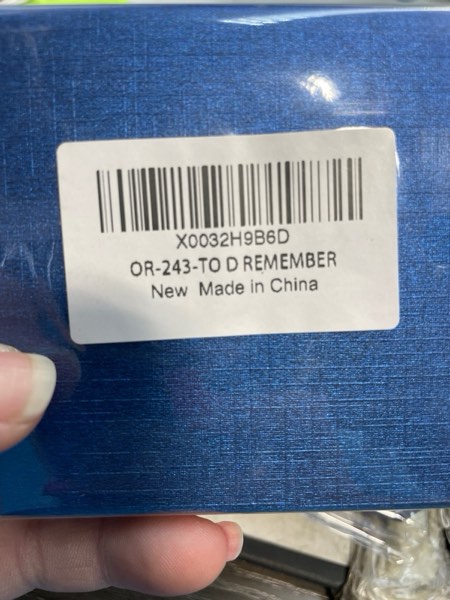 X0032H9B6D
OR-243-TO D REMEMBER
New Made in China